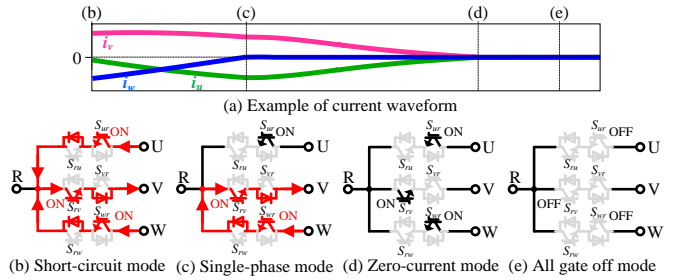 (b) (c) (d) (e)
0
i_v
i_w i_u
(a) Example of current waveform
(b) (c) (d) (e)
S_ur ON U
S_ru S_vr
R V
ON S_rv S_wr ON
W
S_rw
S_ur ON U
S_ru S_vr
R V
ON S_rv S_wr ON
W
S_rw
S_ur ON U
S_ru S_vr
R V
ON S_rv S_wr ON
W
S_rw
S_ur OFF U
S_ru S_vr
R V
OFF S_rv S_wr OFF
W
S_rw
(b) Short-circuit mode (c) Single-phase mode (d) Zero-current mode (e) All gate off mode